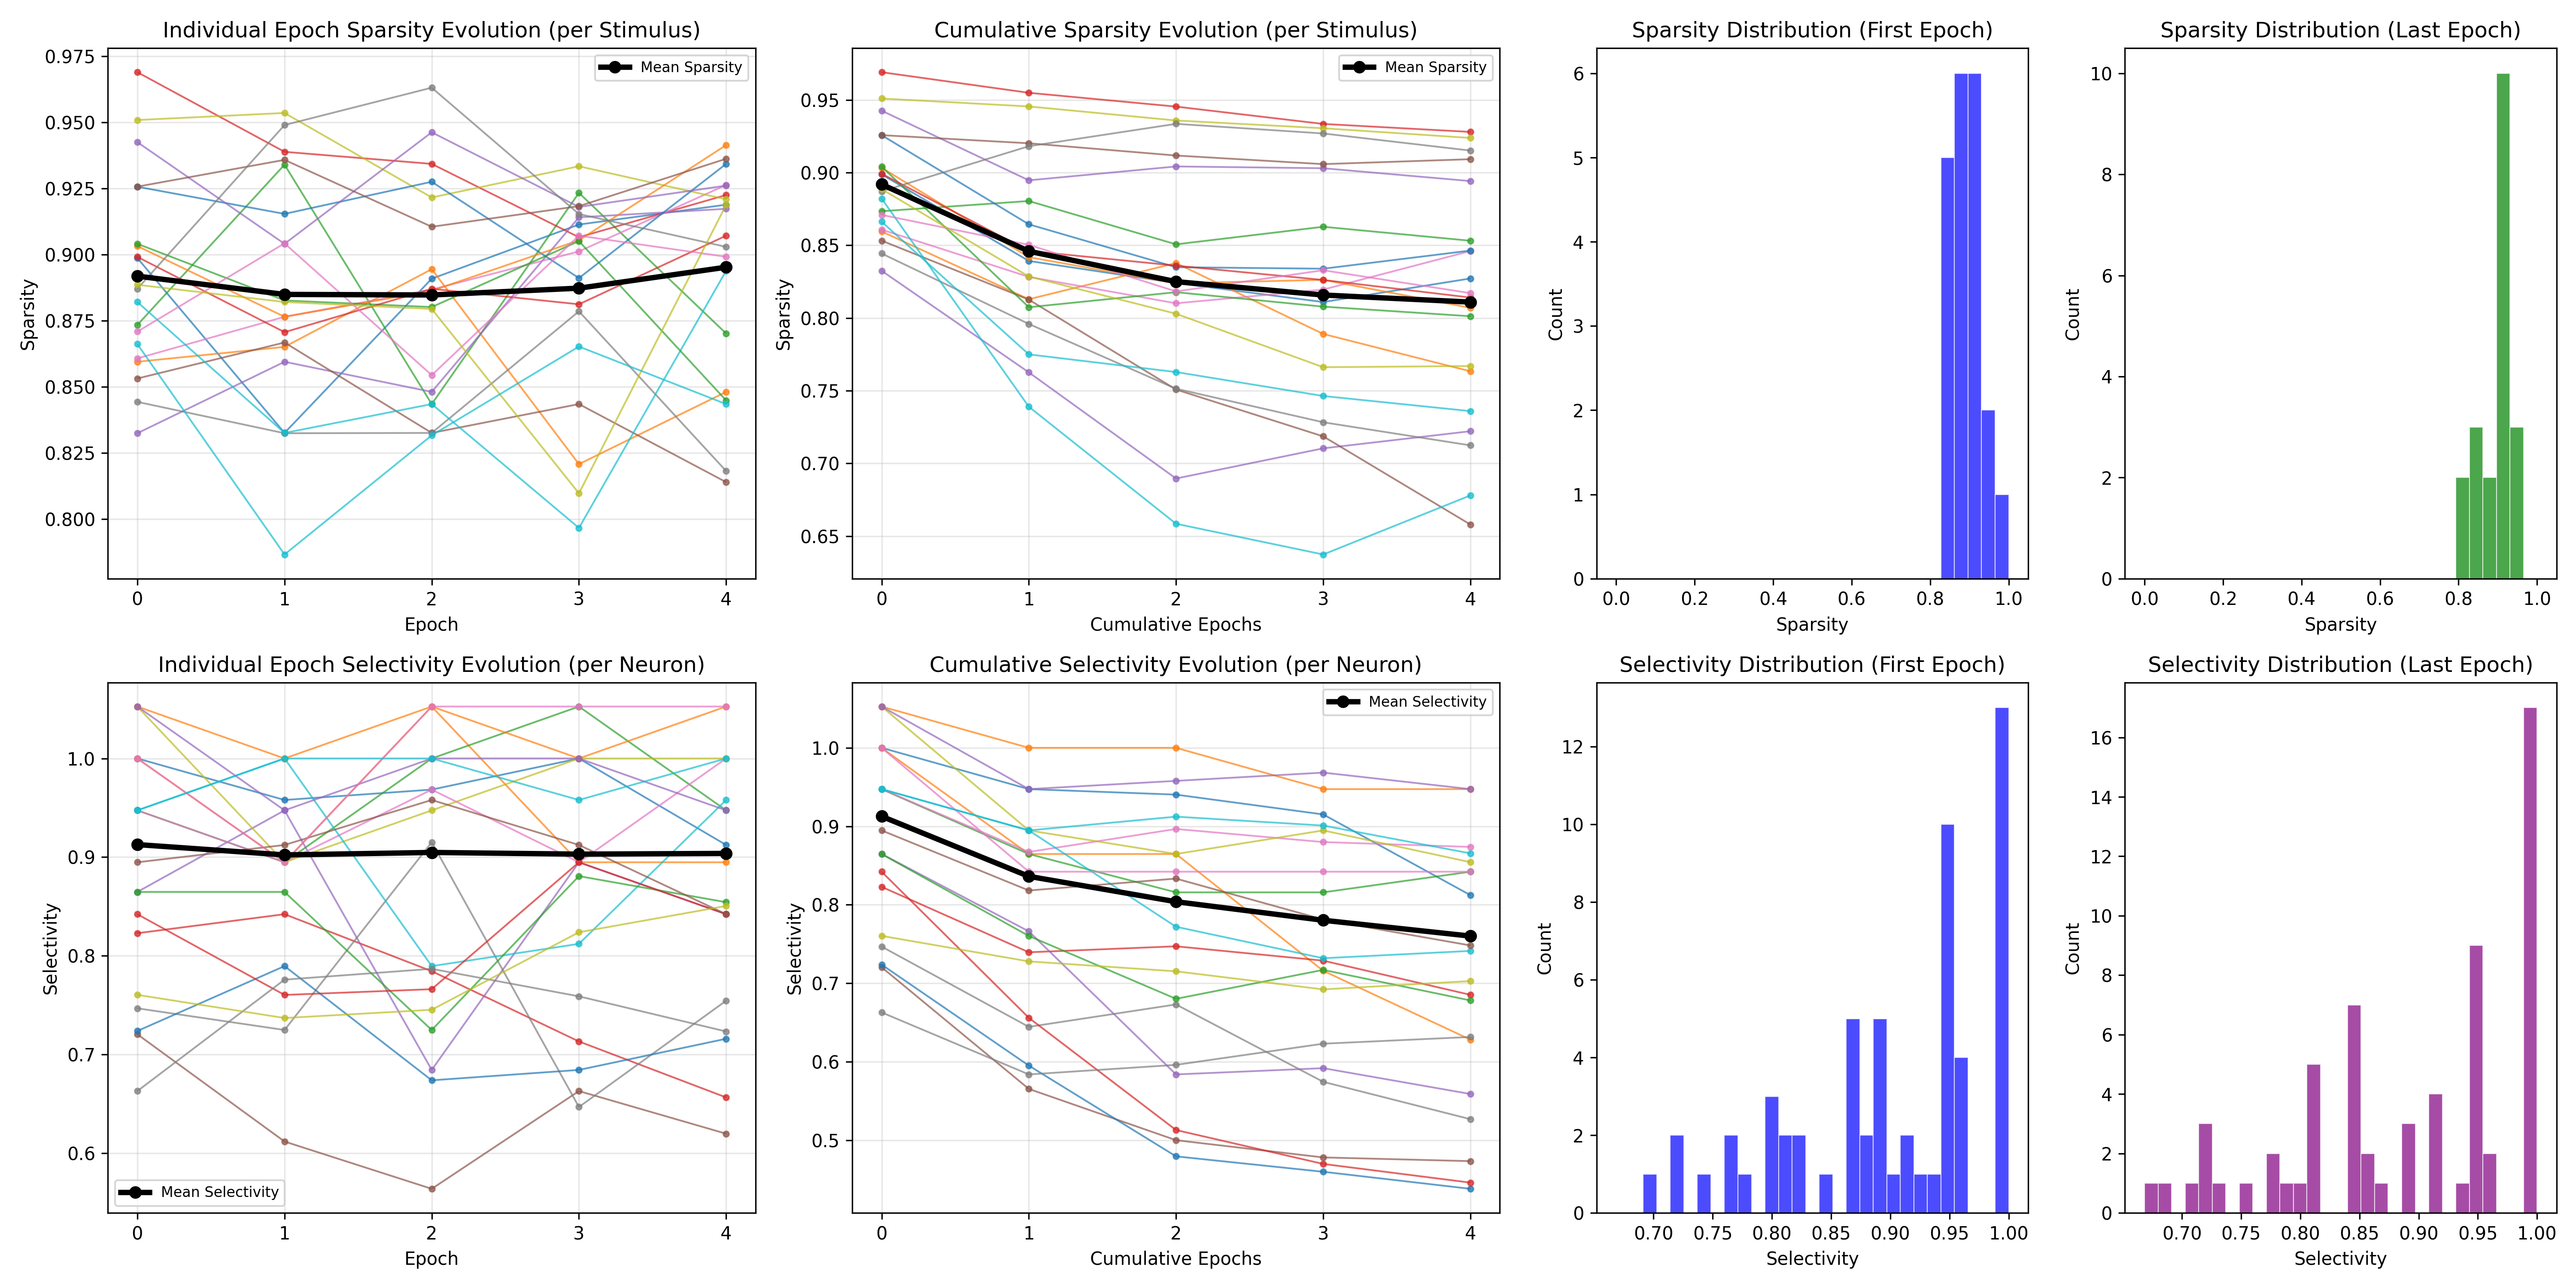 Individual Epoch Sparsity Evolution (per Stimulus)
Mean Sparsity
0.975
0.950
0.925
0.900
0.875
0.850
0.825
0.800
Sparsity
0 1 2 3 4
Epoch
Cumulative Sparsity Evolution (per Stimulus)
Mean Sparsity
0.95
0.90
0.85
0.80
0.75
0.70
0.65
Sparsity
0 1 2 3 4
Cumulative Epochs
Sparsity Distribution (First Epoch)
6
5
4
3
2
1
0
Count
0.0 0.2 0.4 0.6 0.8 1.0
Sparsity
Sparsity Distribution (Last Epoch)
10
8
6
4
2
0
Count
0.0 0.2 0.4 0.6 0.8 1.0
Sparsity
Individual Epoch Selectivity Evolution (per Neuron)
1.0
0.9
0.8
0.7
0.6
Selectivity
Mean Selectivity
0 1 2 3 4
Epoch
Cumulative Selectivity Evolution (per Neuron)
Mean Selectivity
1.0
0.9
0.8
0.7
0.6
0.5
Selectivity
0 1 2 3 4
Cumulative Epochs
Selectivity Distribution (First Epoch)
12
10
8
6
4
2
0
Count
0.70 0.75 0.80 0.85 0.90 0.95 1.00
Selectivity
Selectivity Distribution (Last Epoch)
16
14
12
10
8
6
4
2
0
Count
0.70 0.75 0.80 0.85 0.90 0.95 1.00
Selectivity